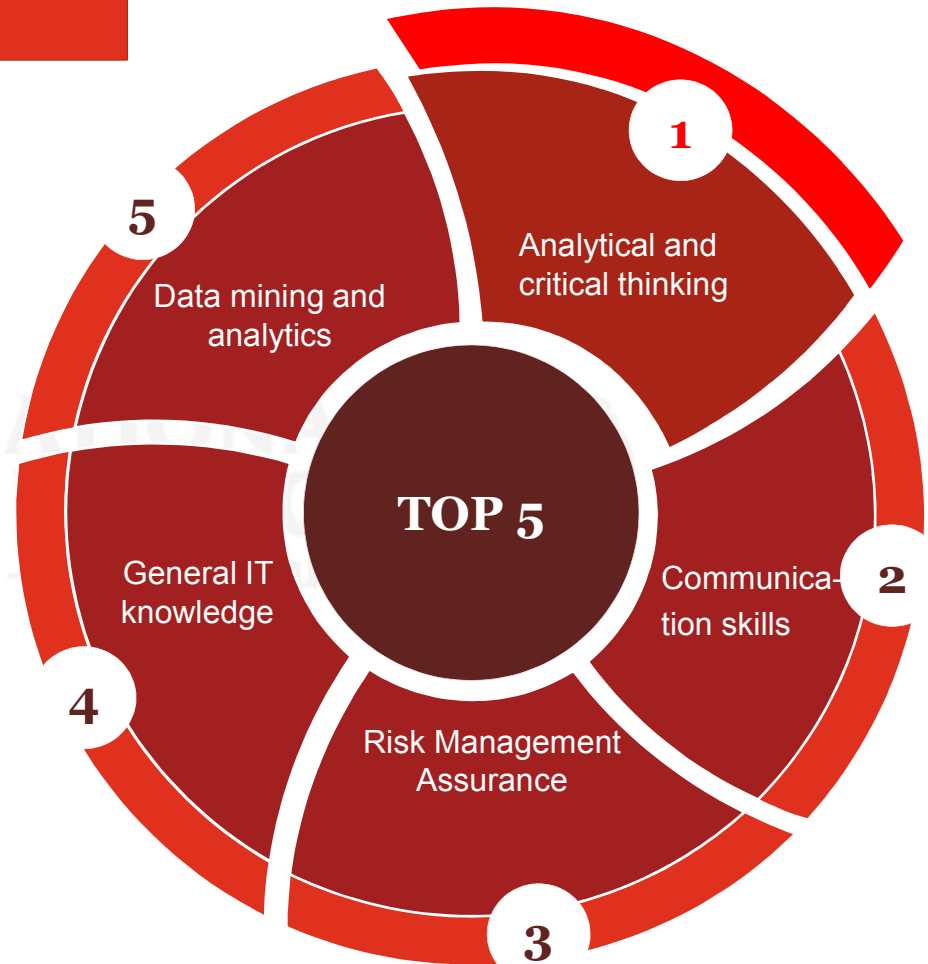 1
Analytical and
critical thinking
2
Communica-
tion skills
3
Risk Management
Assurance
4
General IT
knowledge
5
Data mining and
analytics
TOP 5